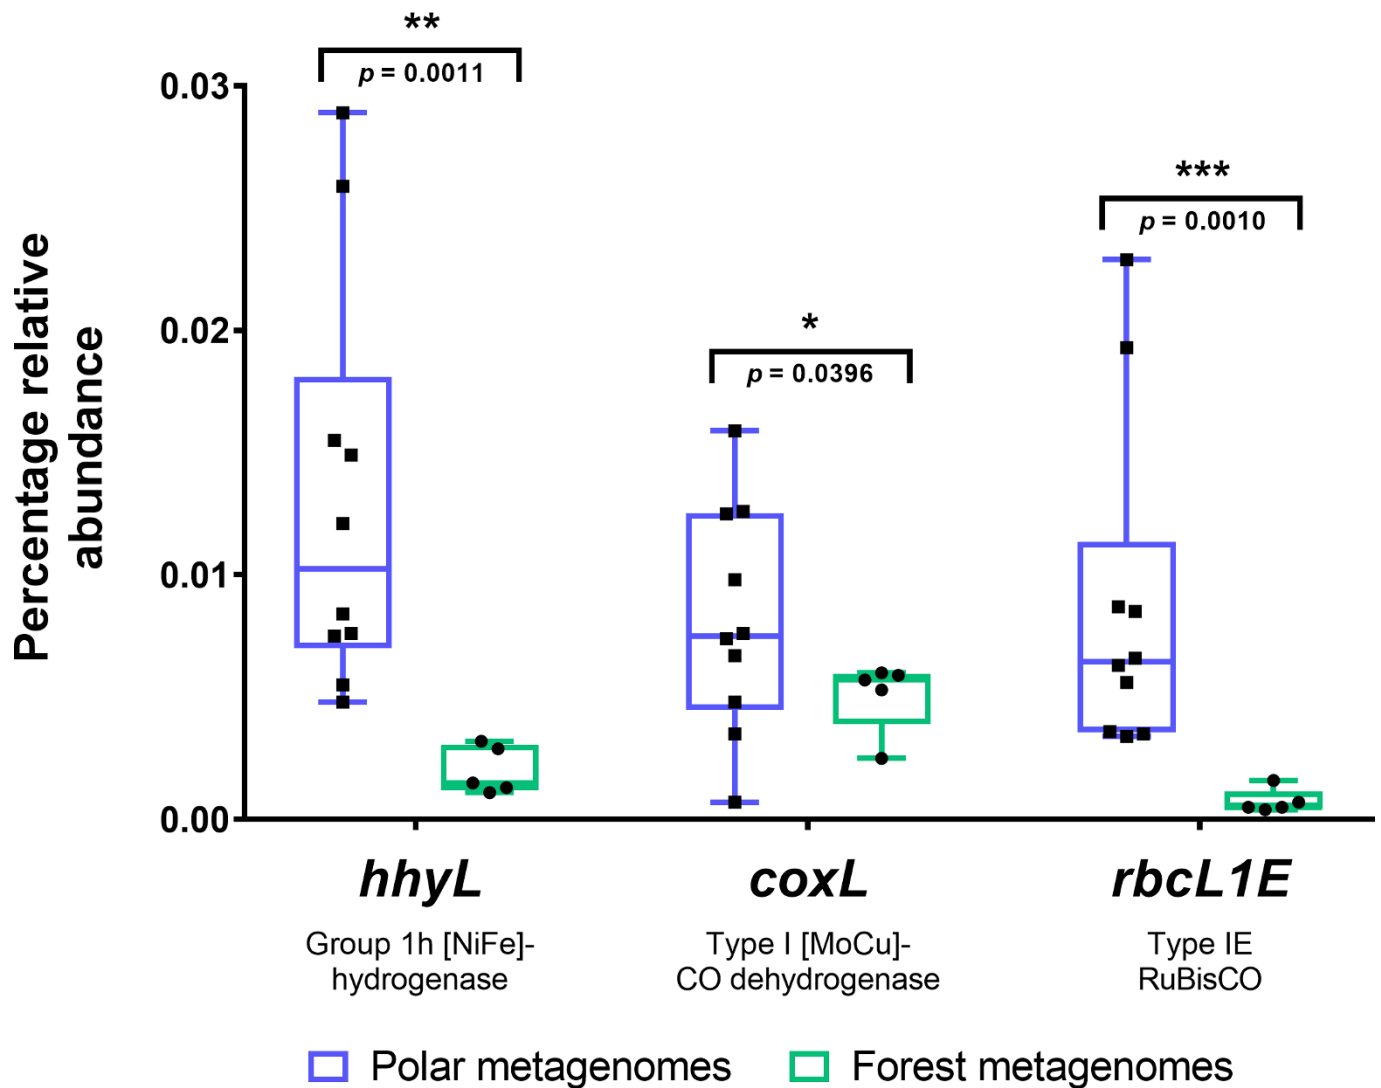 **
p = 0.0011
***
p = 0.0010
*
p = 0.0396
0.03
0.02
0.01
0.00
Percentage relative
abundance
hhyL
coxL
rbcL1E
Group 1h [NiFe]-
hydrogenase
Type I [MoCu]-
CO dehydrogenase
Type IE
RuBisCO
Polar metagenomes
Forest metagenomes